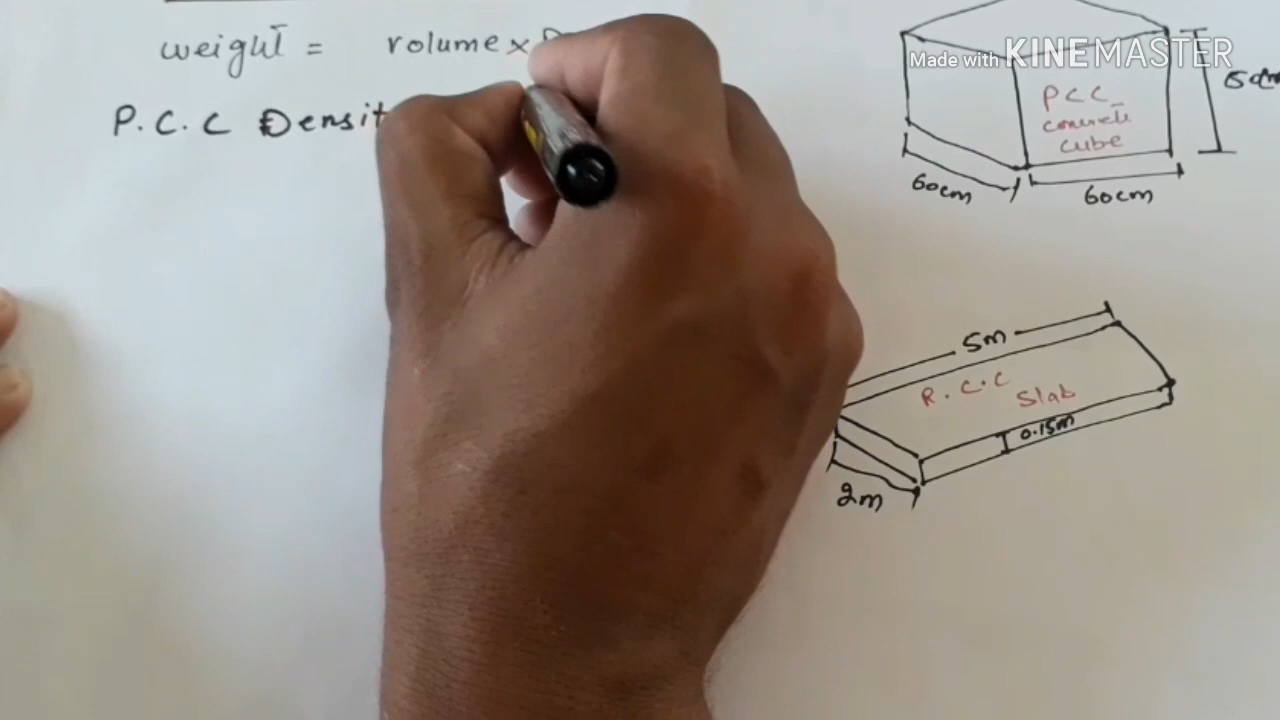 weight = volume x
P.C.C Densit
Made with KINEMASTER
PCC
concrete
cube
60cm
60cm
5m
R.C.C
Slab
0.15m
2m